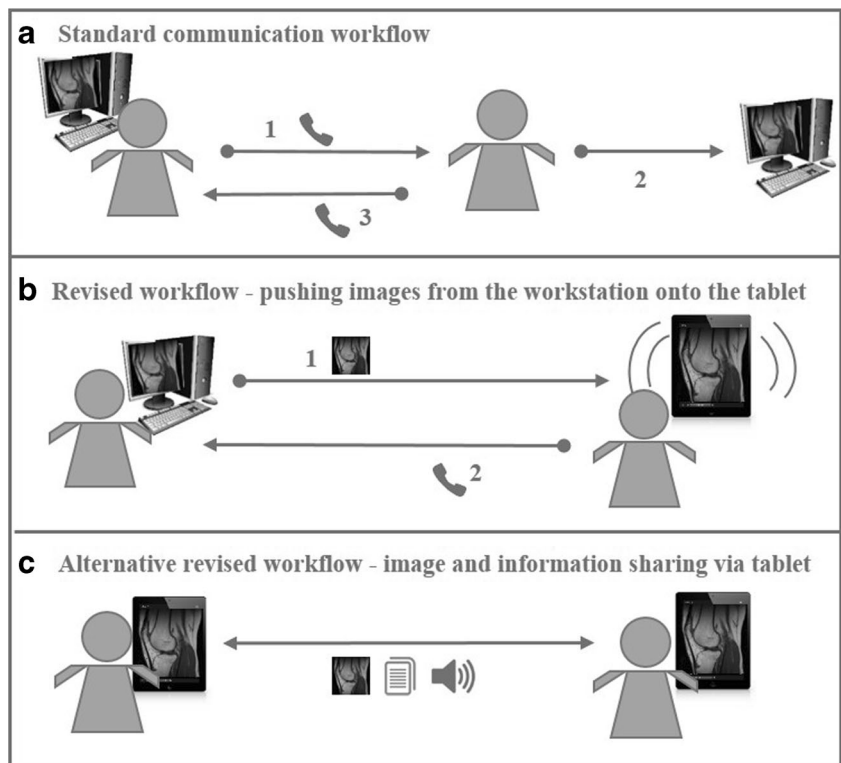 a Standard communication workflow
1
2
3
b Revised workflow - pushing images from the workstation onto the tablet
1
2
c Alternative revised workflow - image and information sharing via tablet